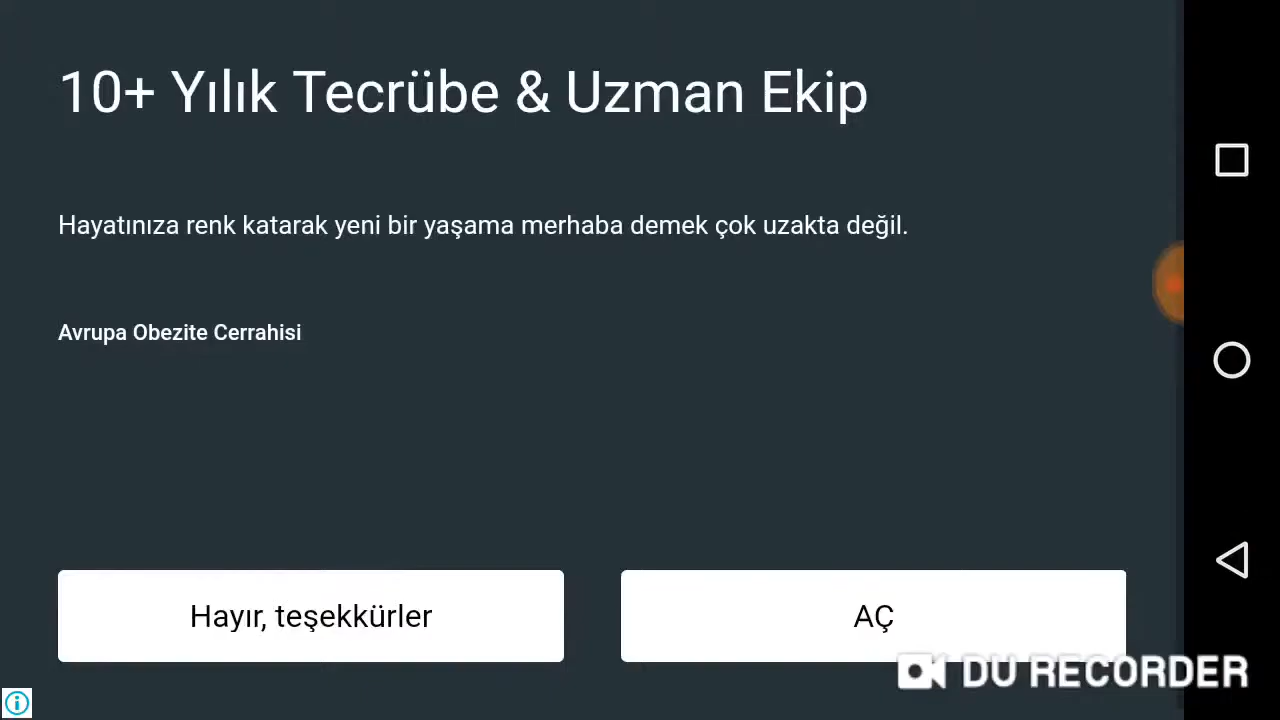 10+ Yılık Tecrübe & Uzman Ekip
Hayatınıza renk katarak yeni bir yaşama merhaba demek çok uzakta değil.
Avrupa Obezite Cerrahisi
Hayır, teşekkürler
AÇ
DU RECORDER